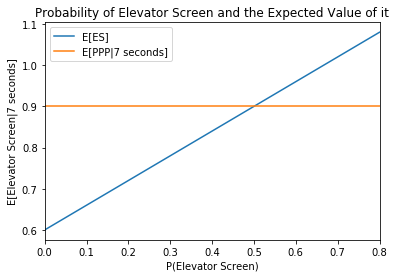 Probability of Elevator Screen and the Expected Value of it
E[ES]
E[PPP|7 seconds]
E[Elevator Screen|7 seconds]
1.1
1.0
0.9
0.8
0.7
0.6
0.0 0.1 0.2 0.3 0.4 0.5 0.6 0.7 0.8
P(Elevator Screen)